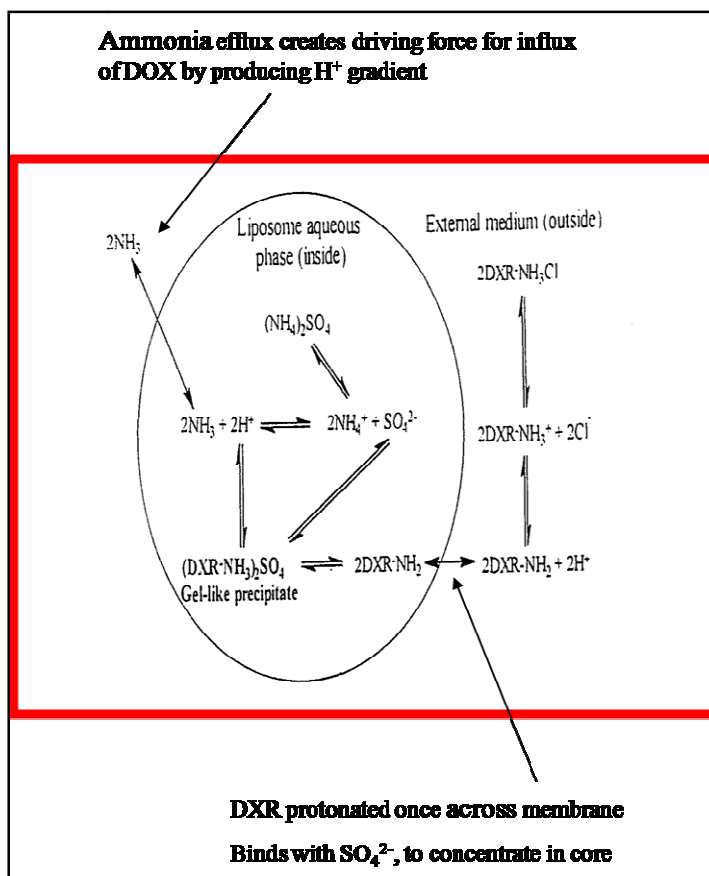 Ammonia efflux creates driving force for influx
of DOX by producing H⁺ gradient
Liposome aqueous
phase (inside)
External medium (outside)
2NH₃
2DXR-NH₃Cl
(NH₄)₂SO₄
2NH₃ + 2H⁺
2NH₄⁺ + SO₄²⁻
2DXR-NH₃⁺ + 2Cl⁻
(DXR-NH₃)₂SO₄
2DXR-NH₂
2DXR-NH₂ + 2H⁺
Gel-like precipitate
DXR protonated once across membrane
Binds with SO₄²⁻, to concentrate in core